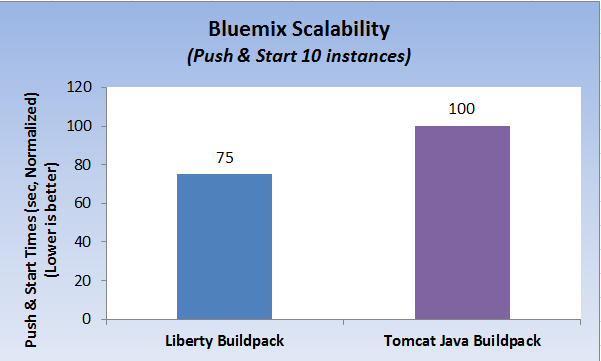 Bluemix Scalability
(Push & Start 10 instances)
Push & Start Times (sec, Normalized)
(Lower is better)
120
100
80
60
40
20
0
75
100
Liberty Buildpack
Tomcat Java Buildpack